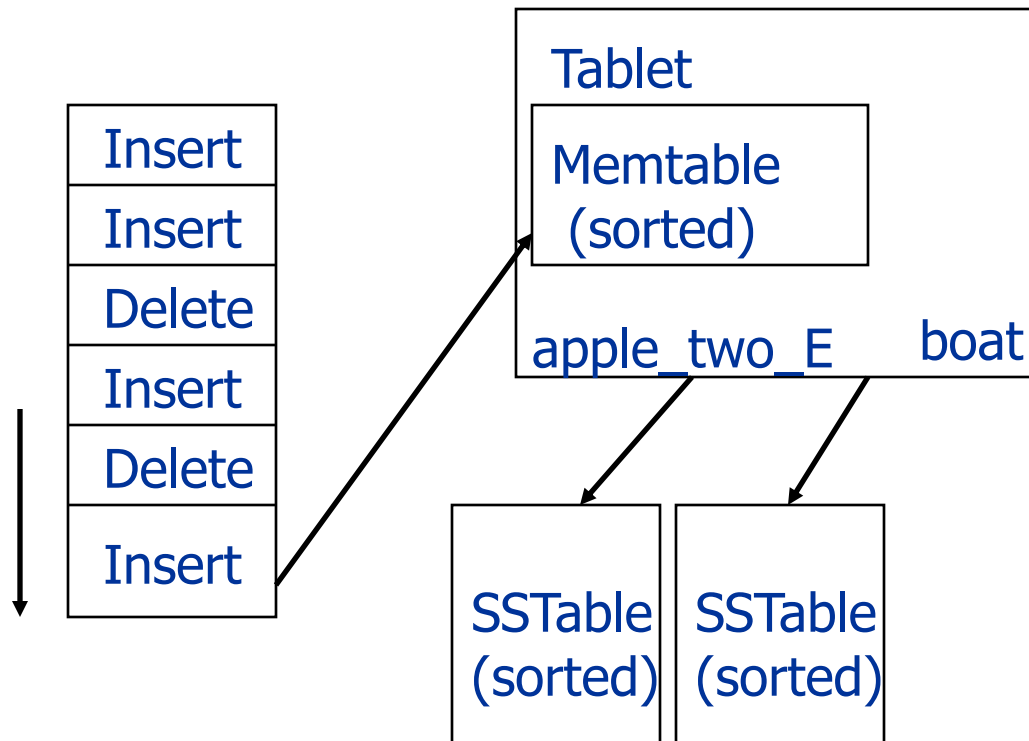 Insert
Insert
Delete
Insert
Delete
Insert
Tablet
Memtable
(sorted)
apple_two_E boat
SSTable
(sorted)
SSTable
(sorted)